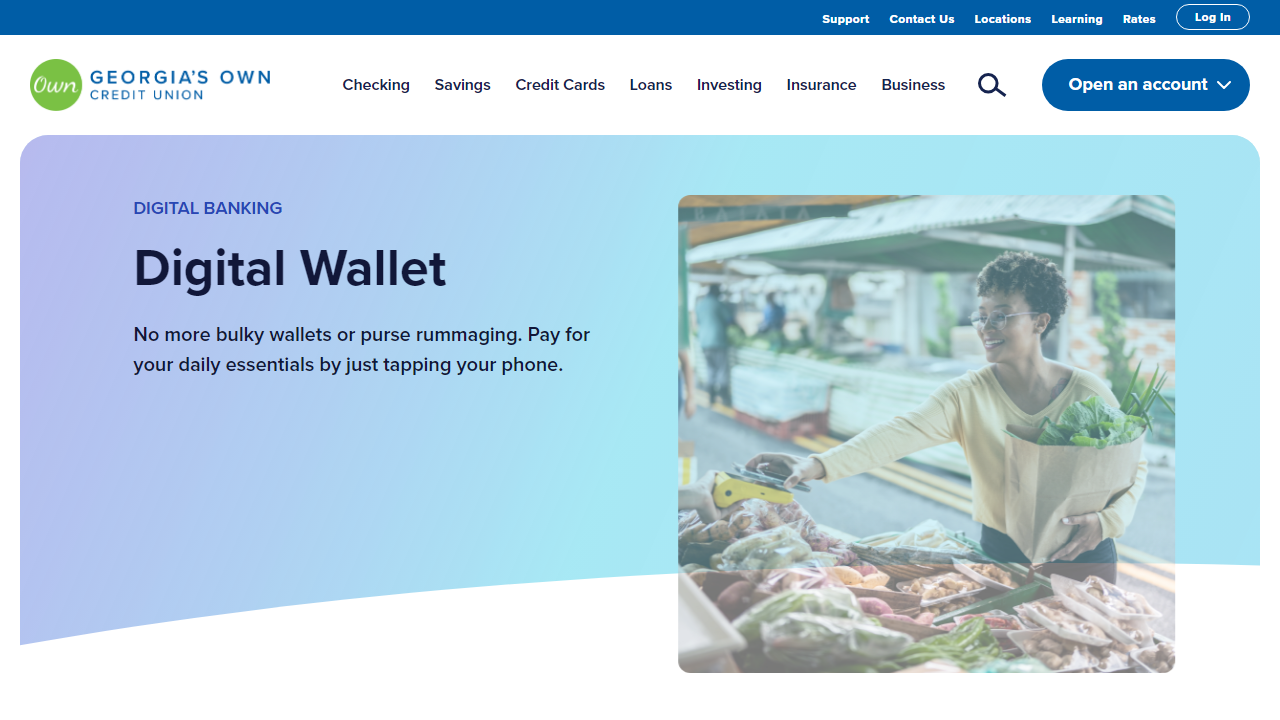 Support Contact Us Locations Learning Rates Log In
Own GEORGIA'S OWN
CREDIT UNION
Checking Savings Credit Cards Loans Investing Insurance Business Open an account
DIGITAL BANKING
Digital Wallet
No more bulky wallets or purse rummaging. Pay for
your daily essentials by just tapping your phone.